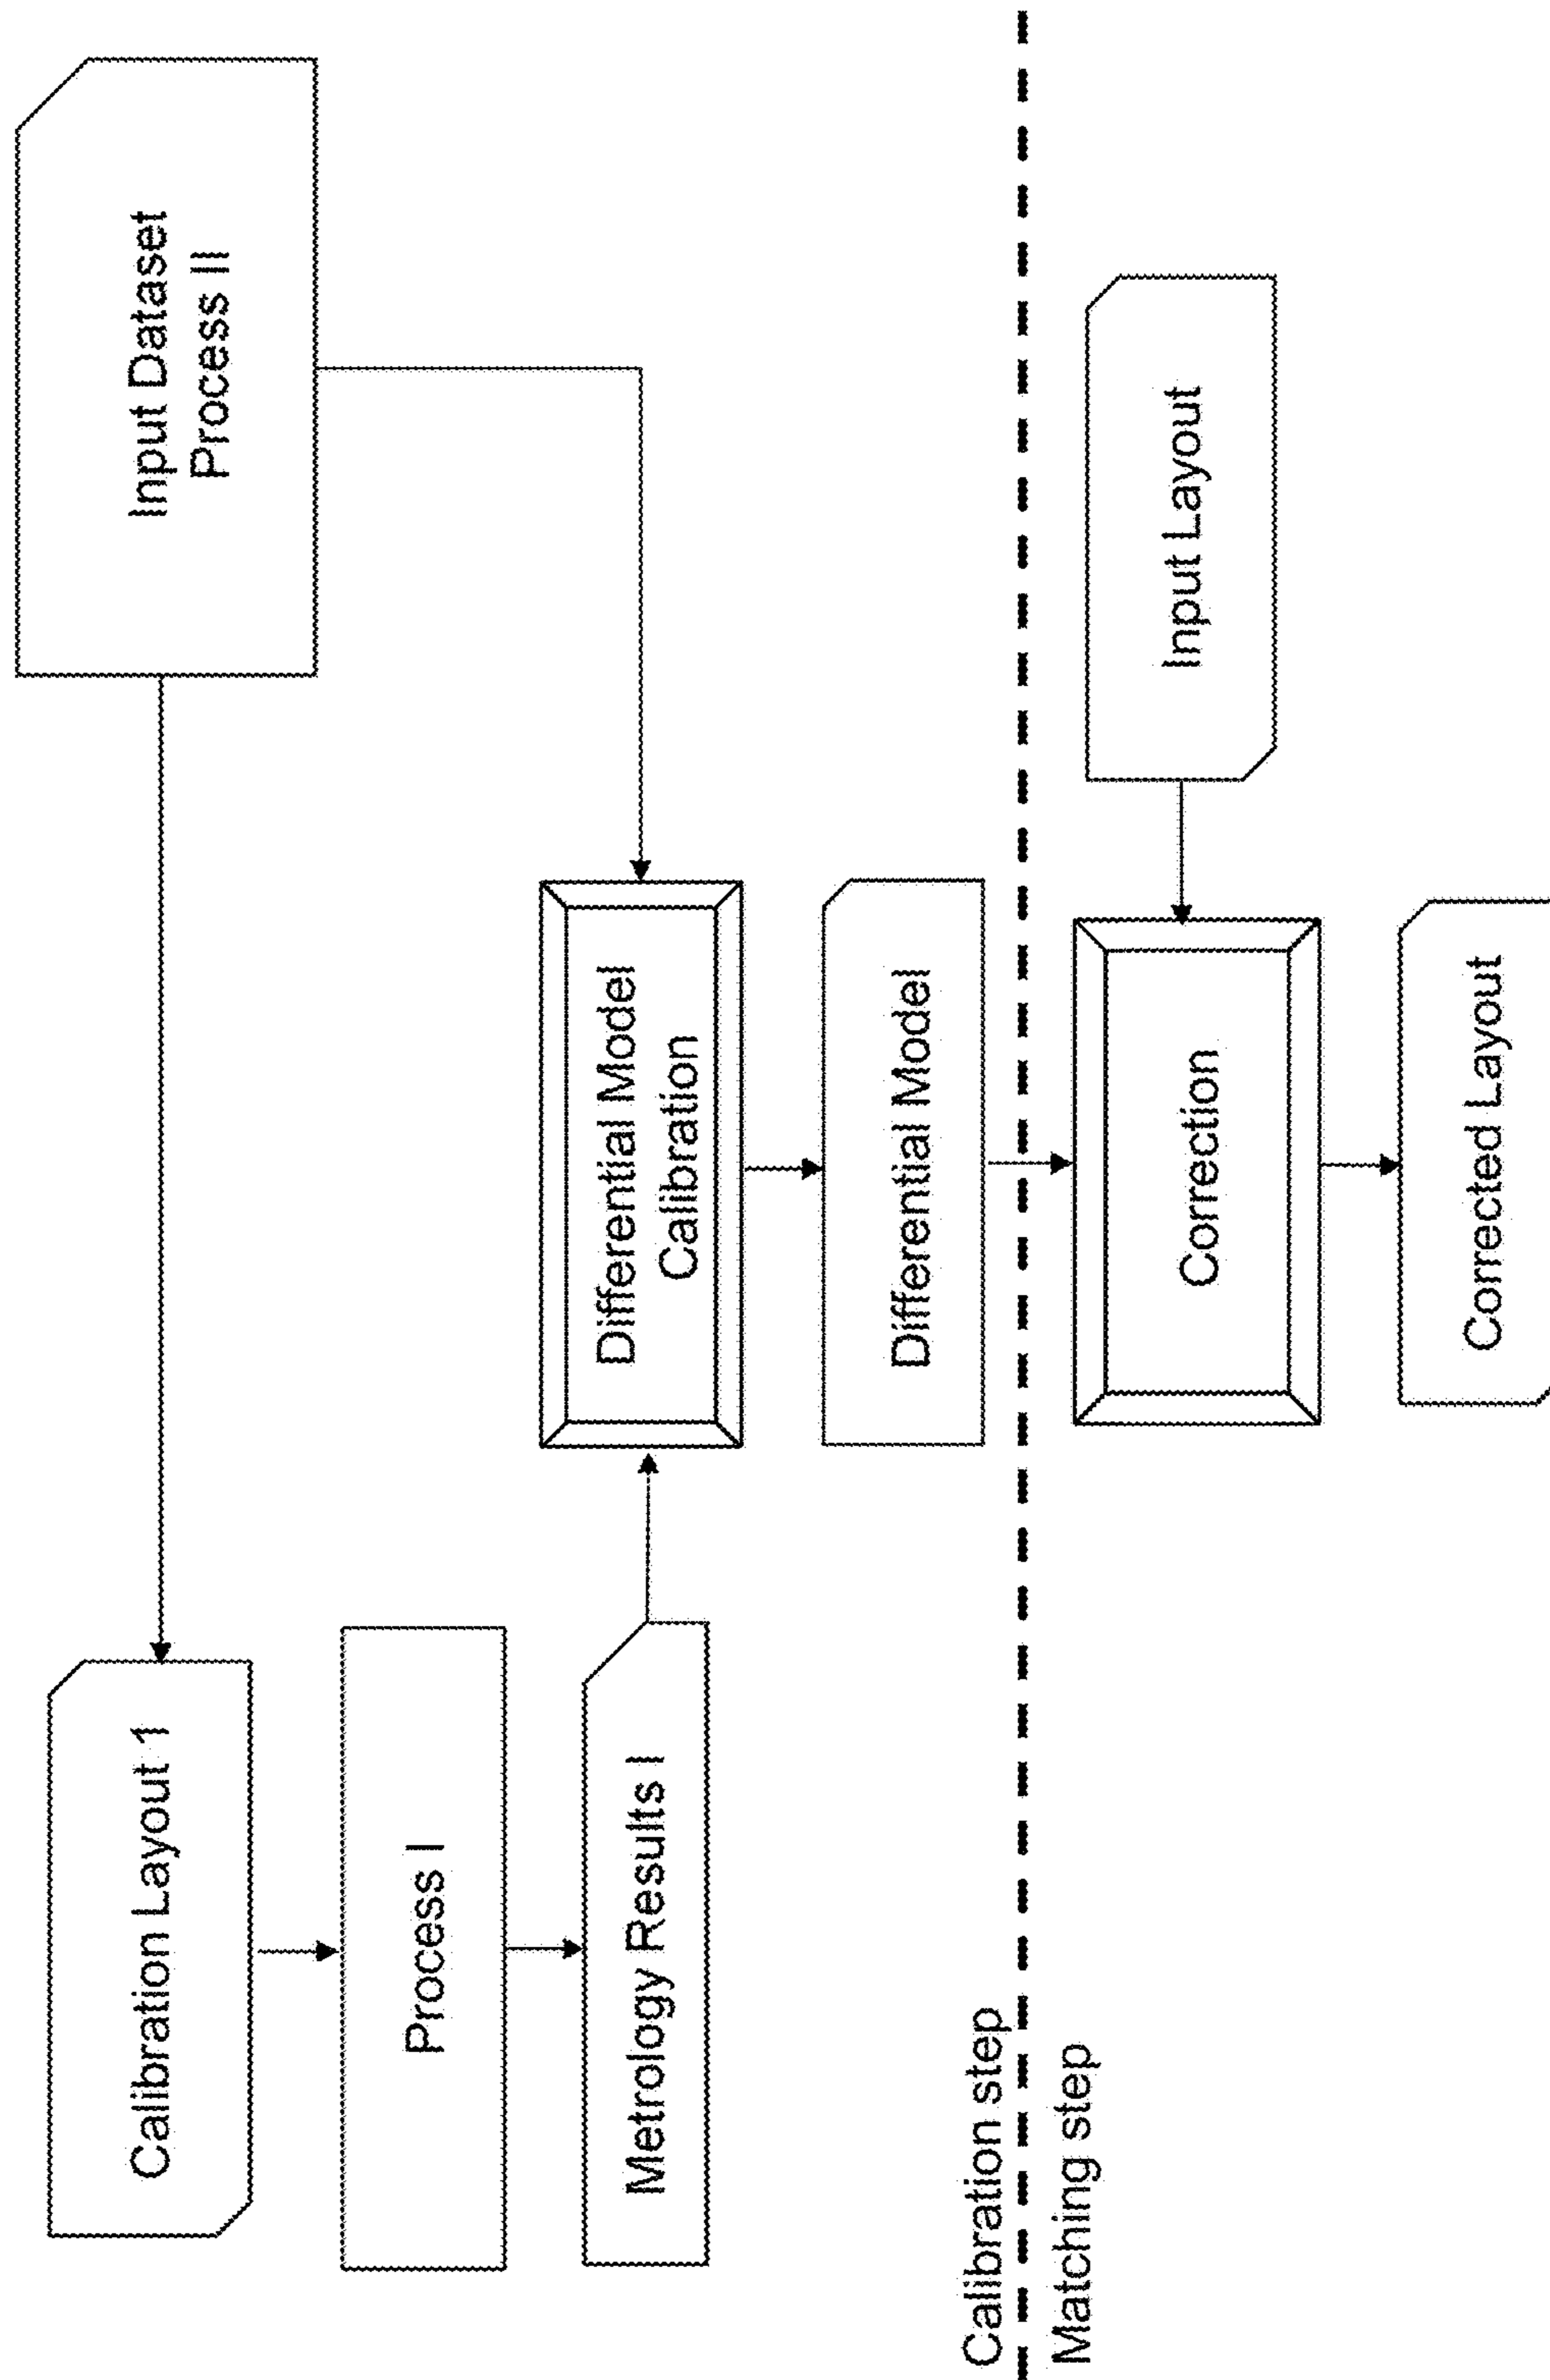 Calibration Layout 1
Input Dataset
Process II
Process I
Metrology Results I
Differential Model
Calibration
Differential Model
Calibration step
Matching step
Correction
Input Layout
Corrected Layout